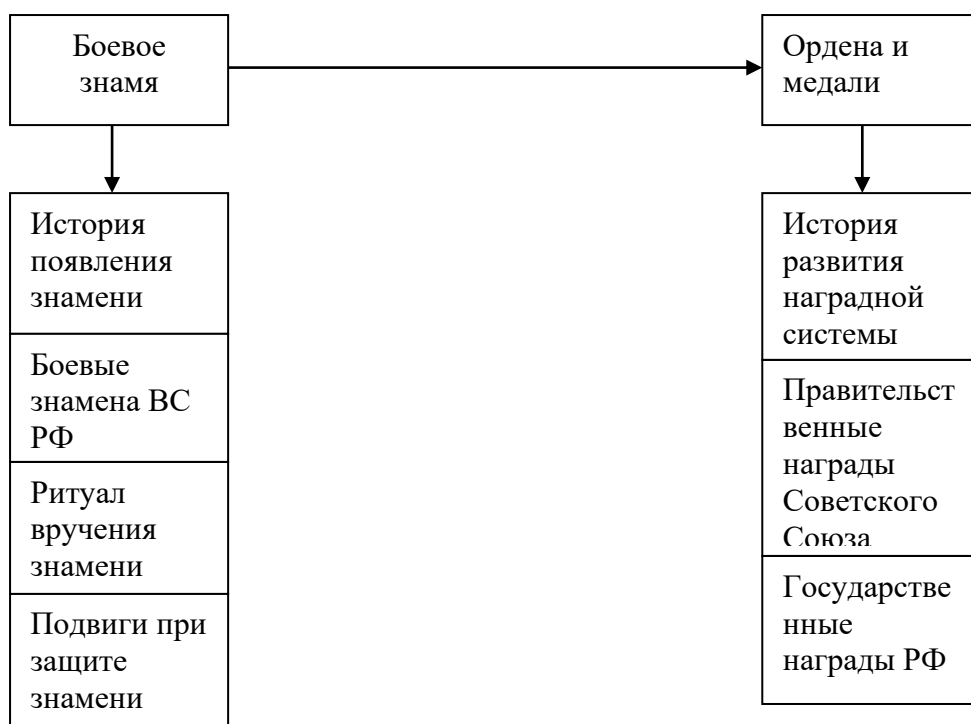 Боевое
знамя
Ордена и
медали
История
появления
знамени
Боевые
знамена ВС
РФ
Ритуал
вручения
знамени
Подвиги при
защите
знамени
История
развития
наградной
системы
Правительст
венные
награды
Советского
Союза
Государстве
нные
награды РФ